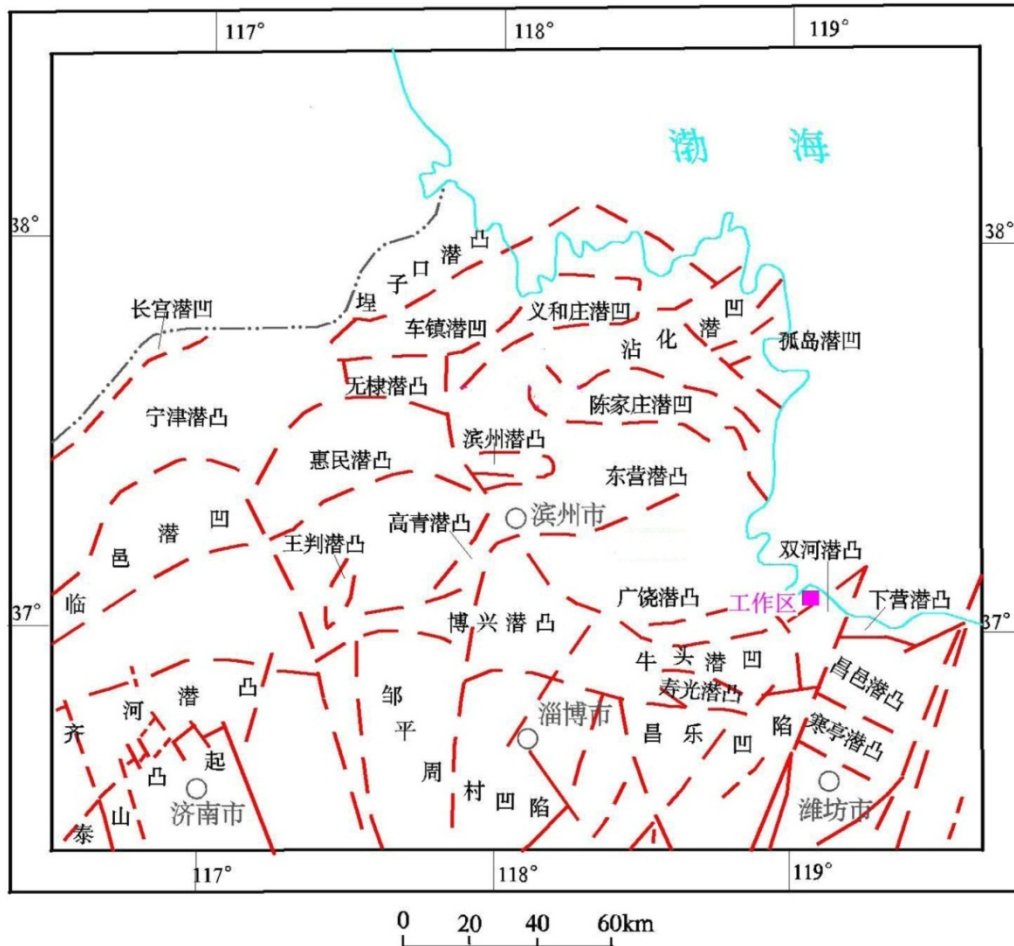 117°
118°
119°
渤海
38°
38°
埕子口潜凸
长宫潜凹
车镇潜凹
义和庄潜凹
沾化潜凹
孤岛潜凹
无棣潜凸
宁津潜凸
陈家庄潜凹
滨州潜凸
惠民潜凸
东营潜凸
滨州市
高青潜凸
临邑潜凹
王判潜凸
双河潜凸
广饶潜凸
工作区
下营潜凸
37°
37°
博兴潜凸
牛头潜凹
昌邑潜凸
寿光潜凸
齐河潜凸
邹平周村凹陷
淄博市
昌乐凹陷
寒亭潜凸
泰山凸起
济南市
潍坊市
117°
118°
119°
0 20 40 60km